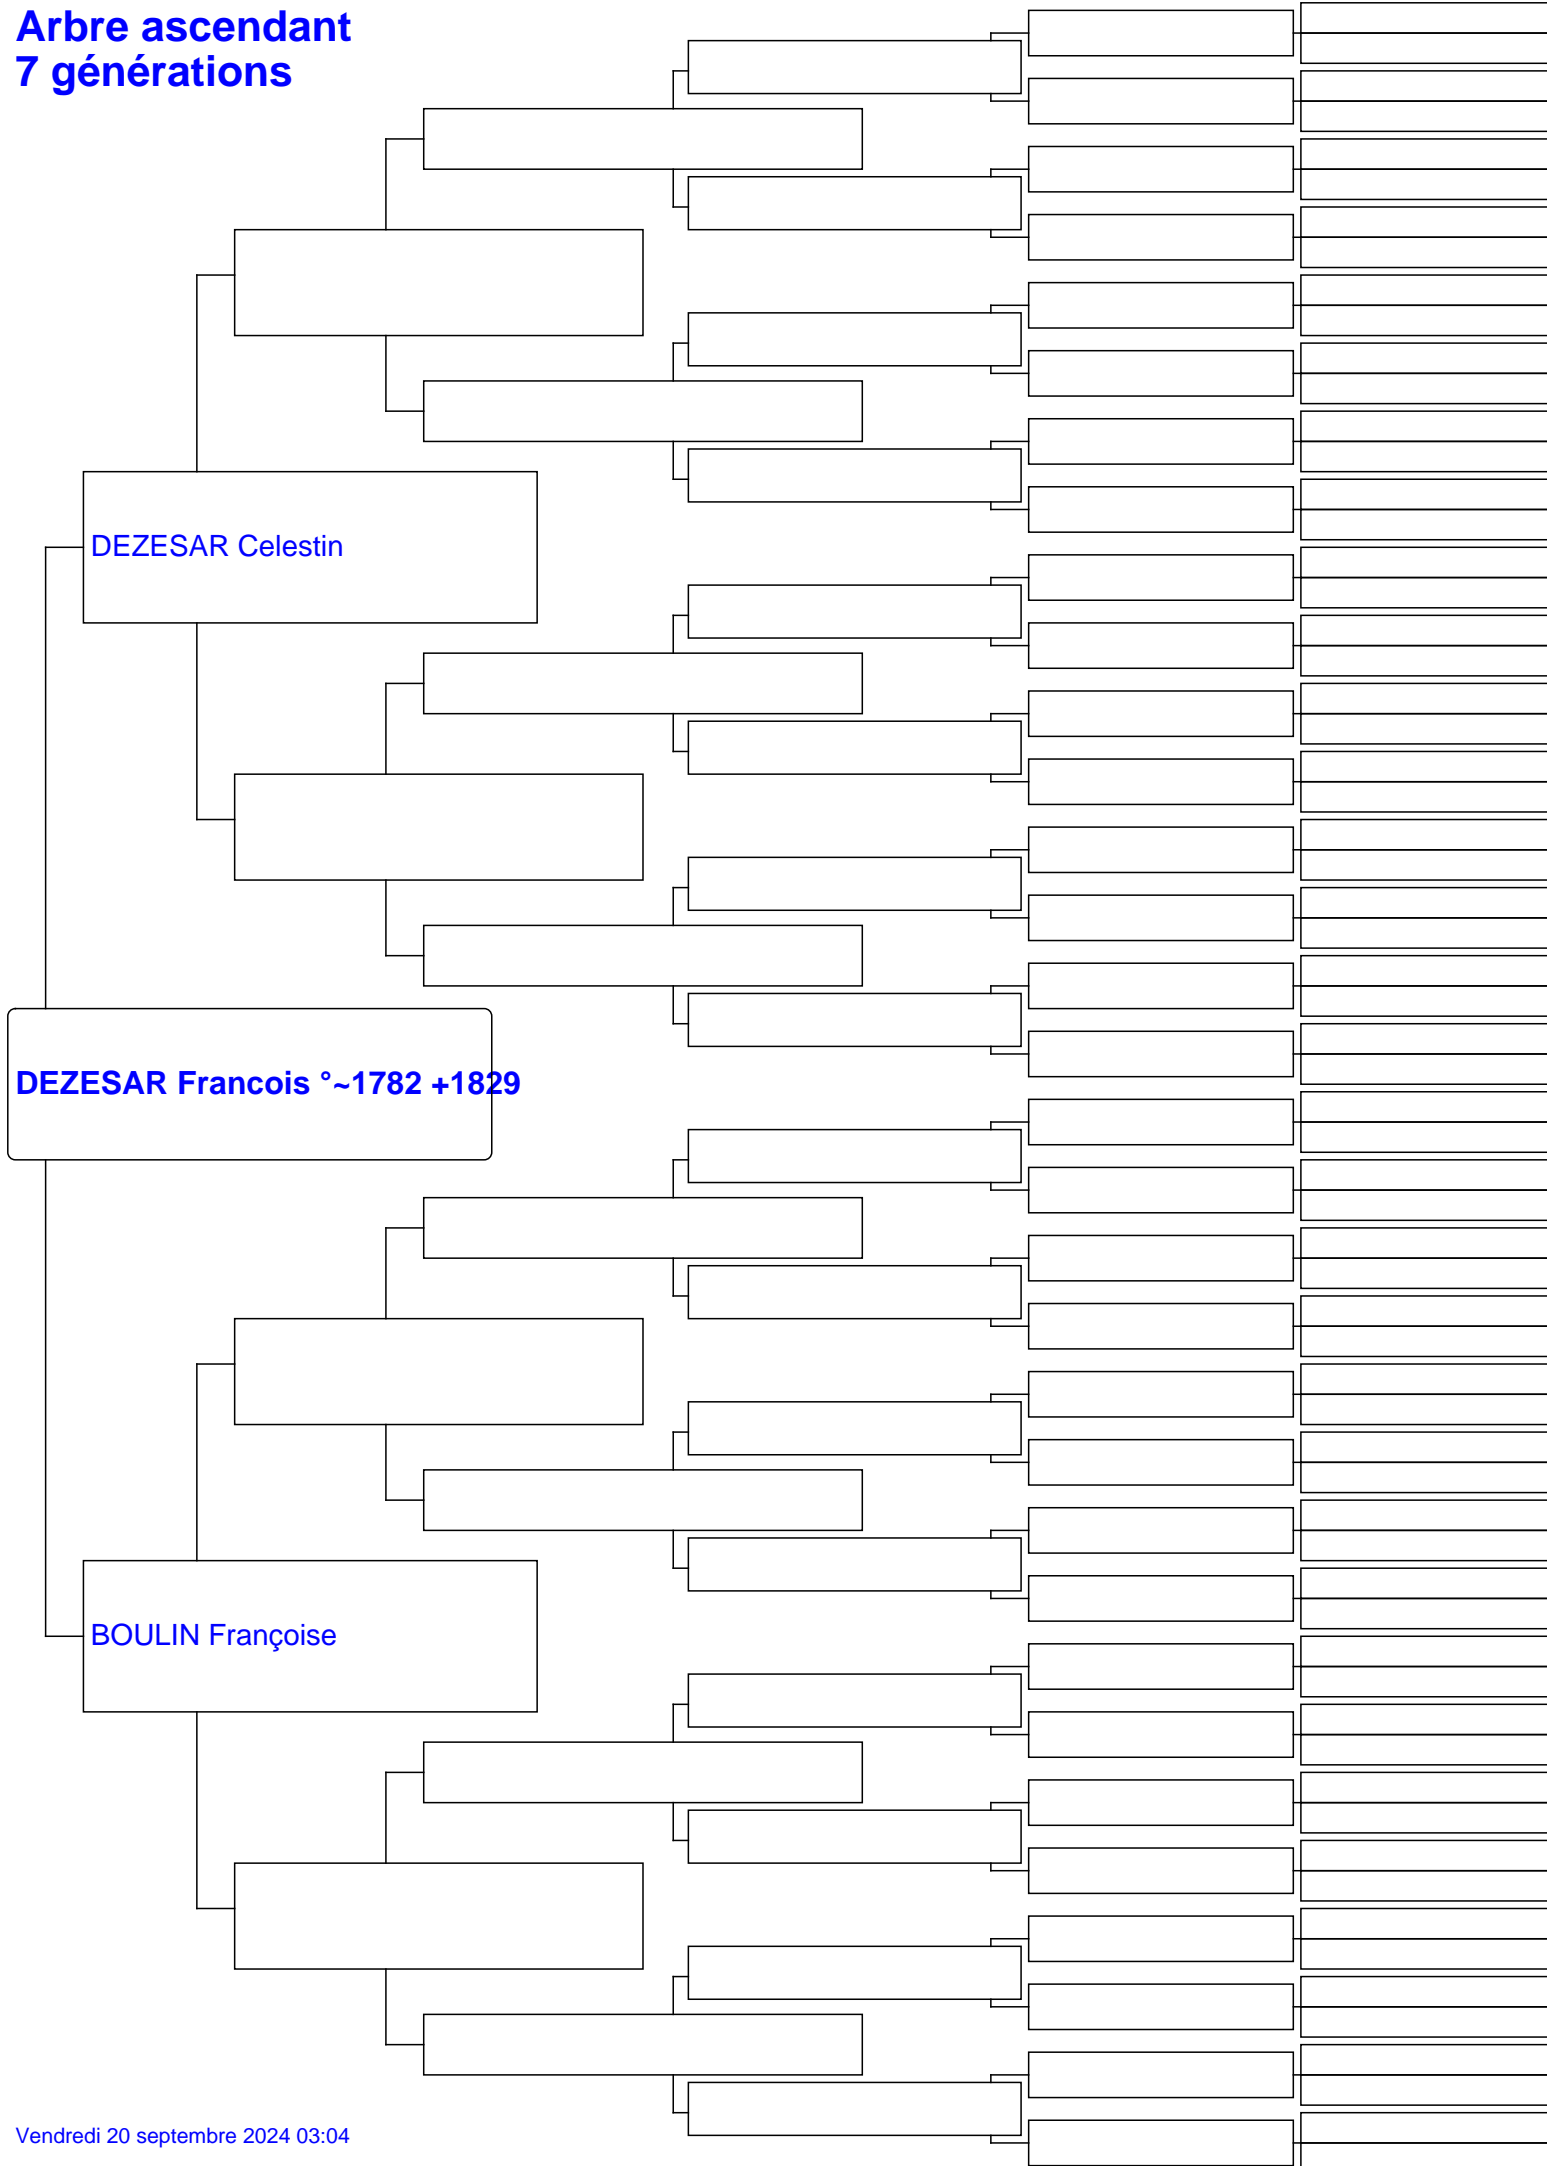 Arbre ascendant
7 générations
DEZESAR Celestin
DEZESAR Francois °~1782 +1829
BOULIN Françoise
Vendredi 20 septembre 2024 03:04